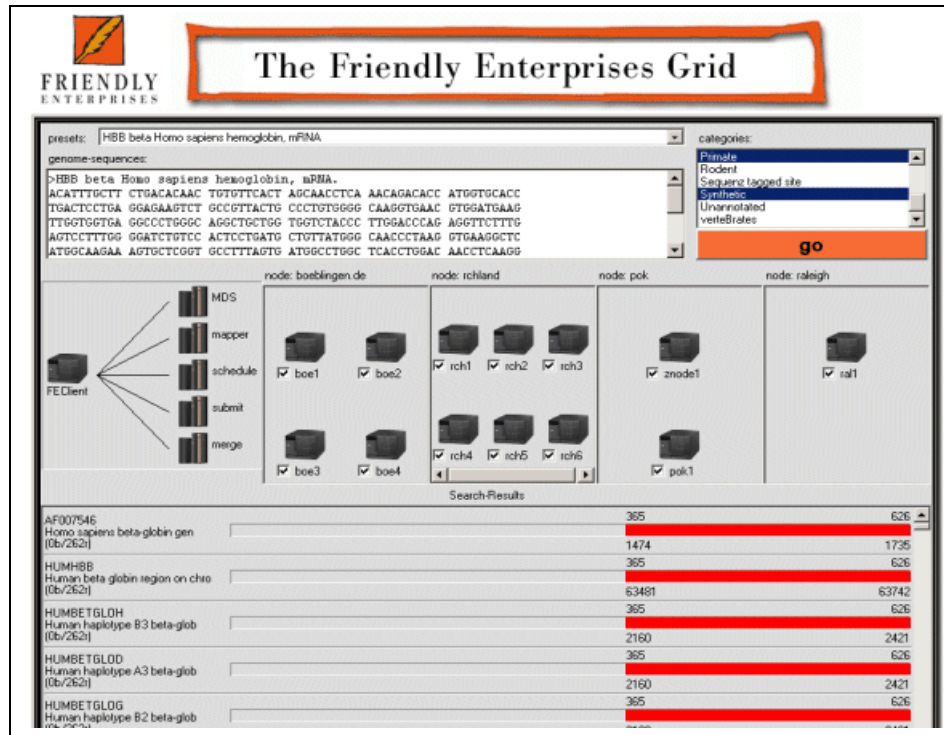 FRIENDLY
ENTERPRISES
The Friendly Enterprises Grid
presets: HBB beta Homo sapiens hemoglobin, mRNA
categories:
genome-sequences:
>HBB beta Homo sapiens hemoglobin, mRNA.
ACATTTGCTT CTGACACAAC TGTGTTCACT AGCAACCTCA AACAGACACC ATGGTGCACC
TGACTCCTGA GGAGAAGTCT GCCGTTACTG CCCTGTGGGG CAAGGTGAAC GTGGATGAAG
TTGGTGGTGA GGCCCTGGGC AGGCTGCTGG TGGTCTACCC TTGGACCCAG AGGTTCTTTG
AGTCCTTTGG GGATCTGTCC ACTCCTGATG CTGTTATGGG CAACCCTAAG GTGAAGGCTC
ATGGCAAGAA AGTGCTCGGT GCCTTTAGTG ATGGCCTGGC TCACCTGGAC AACCTCAAGG
Primate
Rodent
Sequenz tagged site
Synthetic
Unannotated
verteBrates
go
node: boeblingen.de
node: rchland
node: pok
node: raleigh
FEClient
MDS
mapper
schedule
submit
merge
boe1
boe2
boe3
boe4
rch1
rch2
rch3
rch4
rch5
rch6
znode1
pok1
ral1
Search-Results
AF007546
Homo sapiens beta-globin gen
(0b/262r)
365 626
1474 1735
HUMHBB
Human beta globin region on chro
(0b/262r)
365 626
63481 63742
HUMBETGLOH
Human haplotype B3 beta-glob
(0b/262r)
365 626
2160 2421
HUMBETGLOD
Human haplotype A3 beta-glob
(0b/262r)
365 626
2160 2421
HUMBETGLOG
Human haplotype B2 beta-glob
365 626